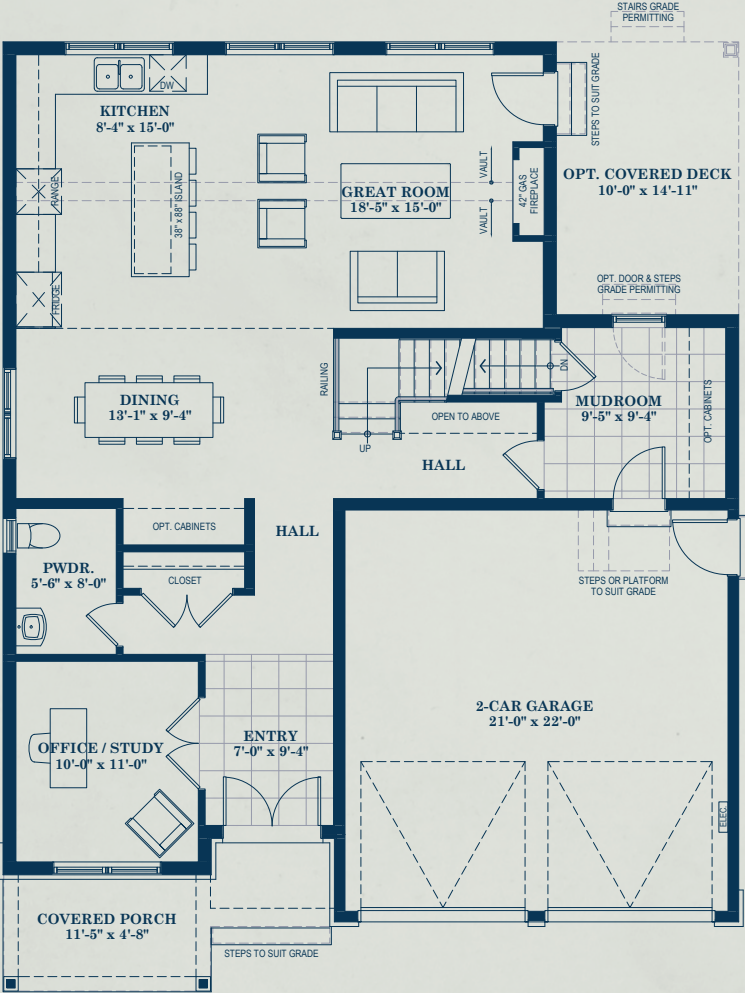 STAIRS GRADE
PERMITTING
STEPS TO SUIT GRADE
DW
KITCHEN
8'-4" x 15'-0"
RANGE
38" x 88" ISLAND
FRIDGE
GREAT ROOM
18'-5" x 15'-0"
VAULT
VAULT
42" GAS
FIREPLACE
OPT. COVERED DECK
10'-0" x 14'-11"
OPT. DOOR & STEPS
GRADE PERMITTING
DINING
13'-1" x 9'-4"
RAILING
UP
OPEN TO ABOVE
DN
HALL
MUDROOM
9'-5" x 9'-4"
OPT. CABINETS
OPT. CABINETS
HALL
PWDR.
5'-6" x 8'-0"
CLOSET
STEPS OR PLATFORM
TO SUIT GRADE
2-CAR GARAGE
21'-0" x 22'-0"
ELEC.
OFFICE / STUDY
10'-0" x 11'-0"
ENTRY
7'-0" x 9'-4"
COVERED PORCH
11'-5" x 4'-8"
STEPS TO SUIT GRADE